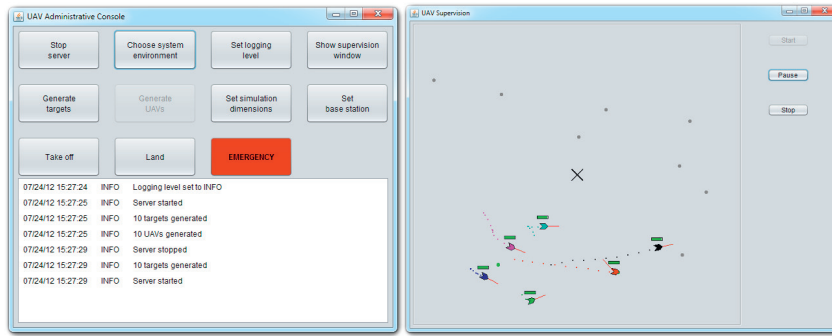 UAV Administrative Console
Stop
server
Choose system
environment
Set logging
level
Show supervision
window
Generate
targets
Generate
UAVs
Set simulation
dimensions
Set
base station
Take off
Land
EMERGENCY
07/24/12 15:27:24 INFO Logging level set to INFO
07/24/12 15:27:25 INFO Server started
07/24/12 15:27:25 INFO 10 targets generated
07/24/12 15:27:25 INFO 10 UAVs generated
07/24/12 15:27:29 INFO Server stopped
07/24/12 15:27:29 INFO 10 targets generated
07/24/12 15:27:29 INFO Server started
UAV Supervision
Start
Pause
Stop